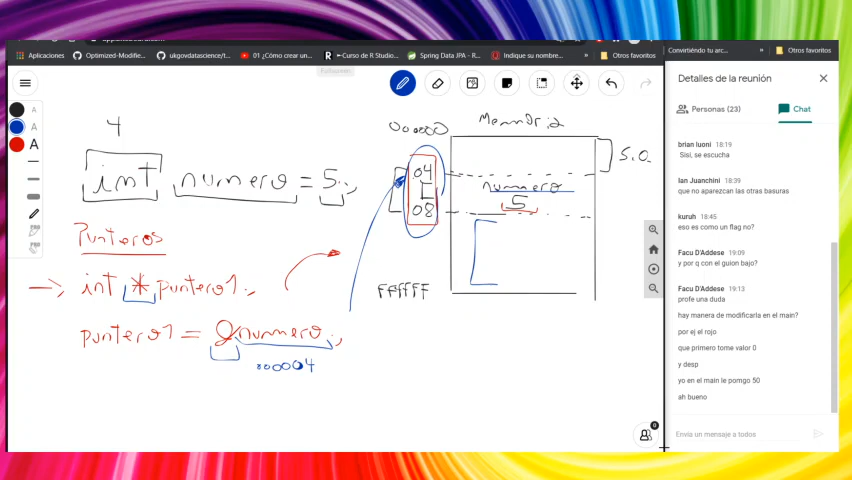 Aplicaciones
Optimized-Modifie...
ukgovdatascience/t...
01 ¿Cómo crear un...
←Curso de R Studio...
Spring Data JPA – R...
Indique su nombre...
»
Otros favoritos
Convirtiéndo tu arc...
»
Otros favoritos
A
A
A
4
int numero = 5;
Punteros
int *puntero1;
puntero1 = &numero;
000004
000000
Memoria
S.O.
04
08
numero
5
FFFFFF
Detalles de la reunión
Personas (23)
Chat
brian luoni 18:19
Sisi, se escucha
Ian Juanchini 18:39
que no aparezcan las otras basuras
kuruh 18:45
eso es como un flag no?
Facu D'Addese 19:09
y por q con el guion bajo?
Facu D'Addese 19:13
profe una duda
hay manera de modificarla en el main?
por ej el rojo
que primero tome valor 0
y desp
yo en el main le pomgo 50
ah bueno
Envía un mensaje a todos
0